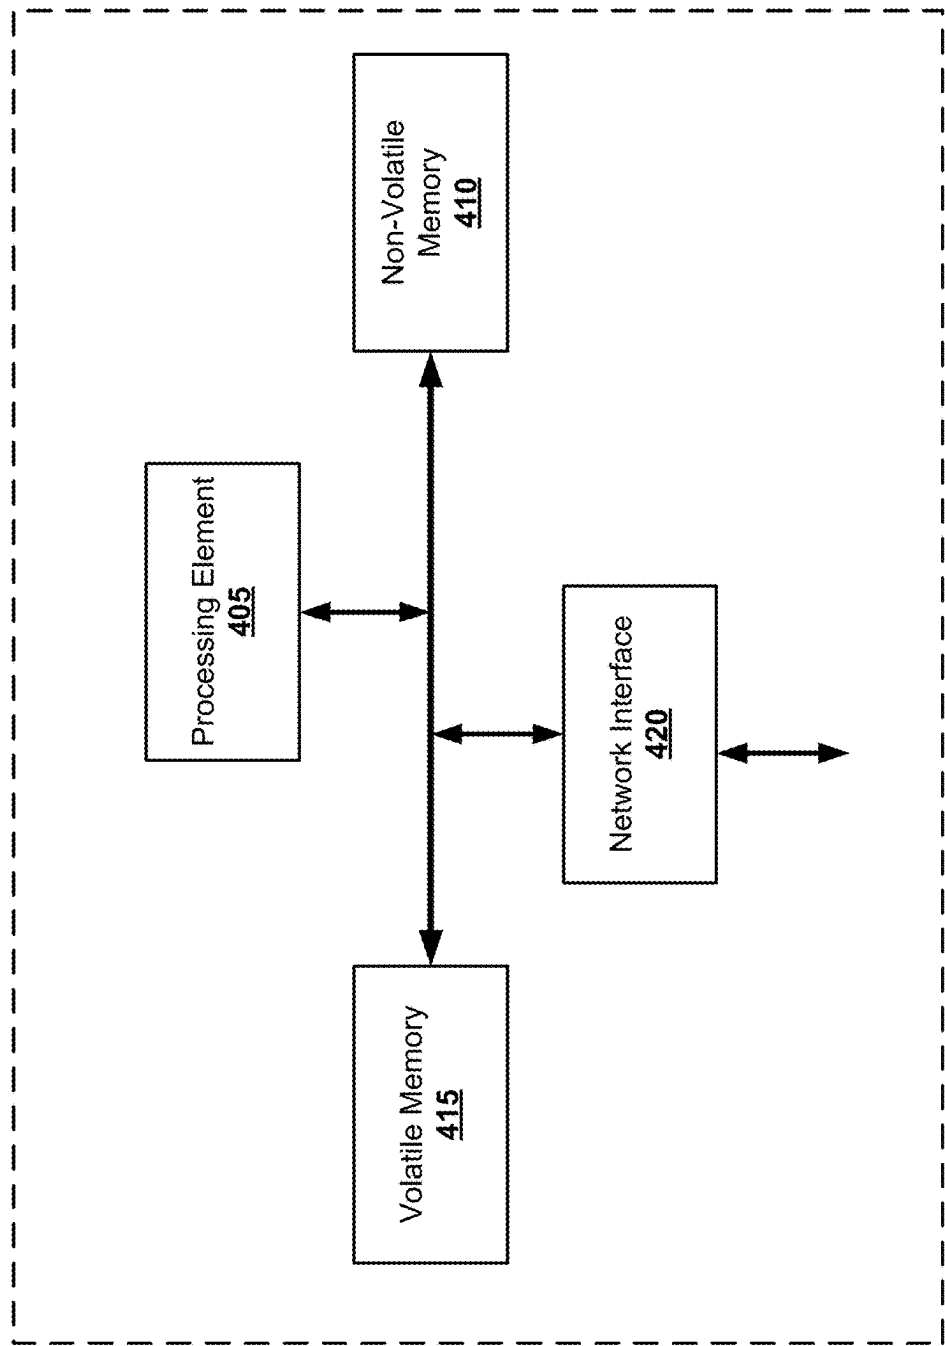 Processing Element
405
Volatile Memory
415
Non-Volatile
Memory
410
Network Interface
420